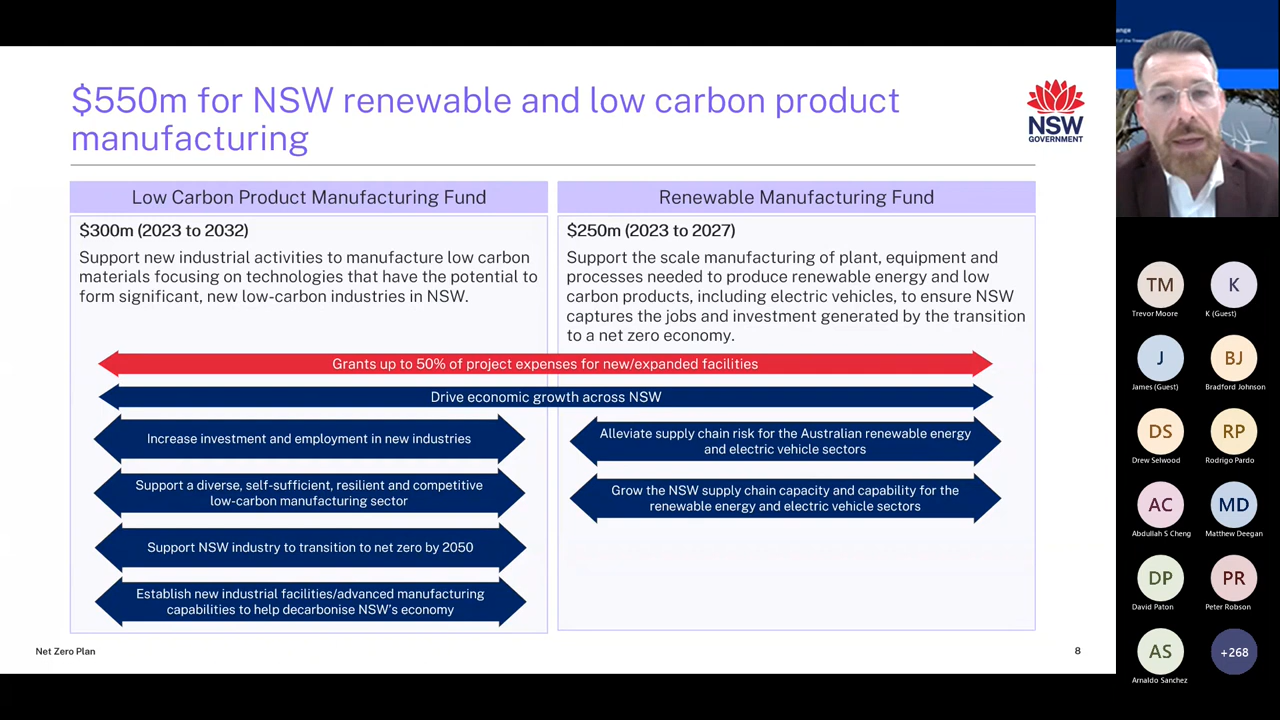 $550m for NSW renewable and low carbon product
manufacturing
NSW
GOVERNMENT
Low Carbon Product Manufacturing Fund
$300m (2023 to 2032)
Support new industrial activities to manufacture low carbon
materials focusing on technologies that have the potential to
form significant, new low-carbon industries in NSW.
Renewable Manufacturing Fund
$250m (2023 to 2027)
Support the scale manufacturing of plant, equipment and
processes needed to produce renewable energy and low
carbon products, including electric vehicles, to ensure NSW
captures the jobs and investment generated by the transition
to a net zero economy.
Grants up to 50% of project expenses for new/expanded facilities
Drive economic growth across NSW
Increase investment and employment in new industries
Support a diverse, self-sufficient, resilient and competitive
low-carbon manufacturing sector
Support NSW industry to transition to net zero by 2050
Establish new industrial facilities/advanced manufacturing
capabilities to help decarbonise NSW's economy
Alleviate supply chain risk for the Australian renewable energy
and electric vehicle sectors
Grow the NSW supply chain capacity and capability for the
renewable energy and electric vehicle sectors
Net Zero Plan
8
TM
Trevor Moore
K
K (Guest)
J
James (Guest)
BJ
Bradford Johnson
DS
Drew Selwood
RP
Rodrigo Pardo
AC
Abdullah S Cheng
MD
Matthew Deegan
DP
David Paton
PR
Peter Robson
AS
Arnaldo Sanchez
+268